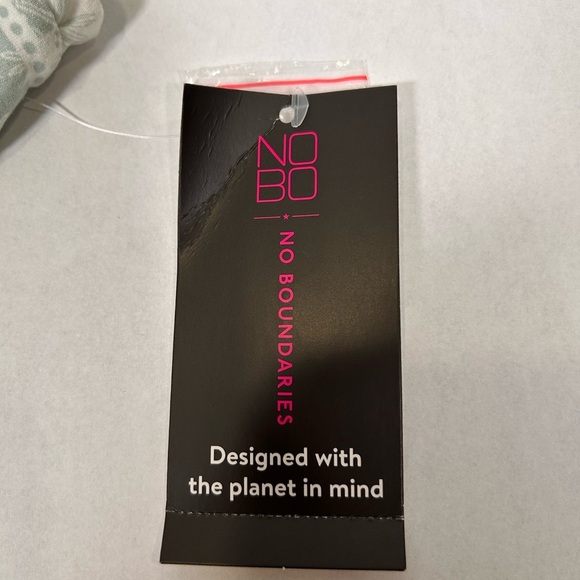 NO
BO
NO BOUNDARIES
Designed with
the planet in mind